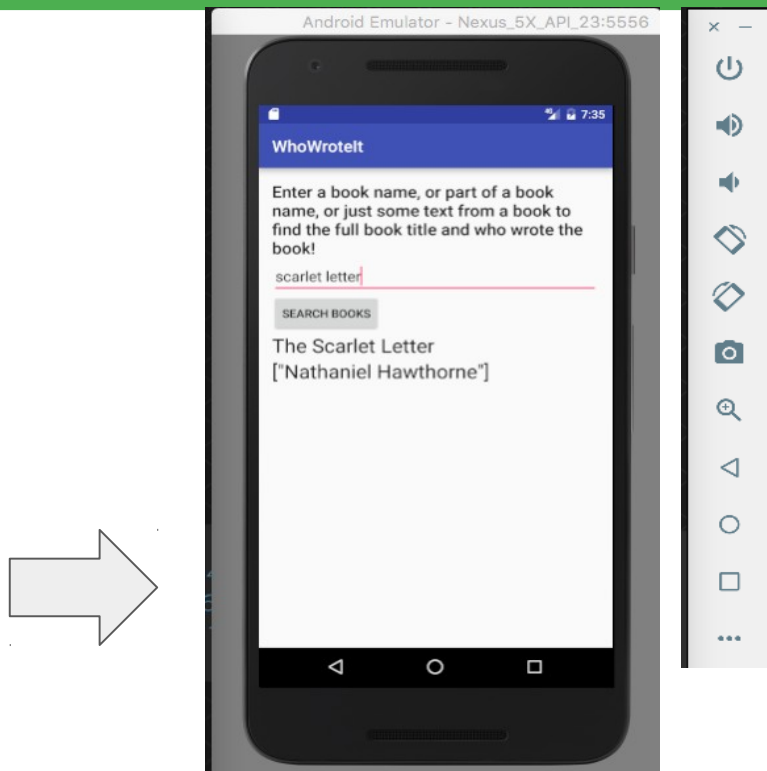 Android Emulator - Nexus_5X_API_23:5556
7:35
WhoWroteIt
Enter a book name, or part of a book
name, or just some text from a book to
find the full book title and who wrote the
book!
scarlet letter
SEARCH BOOKS
The Scarlet Letter
["Nathaniel Hawthorne"]